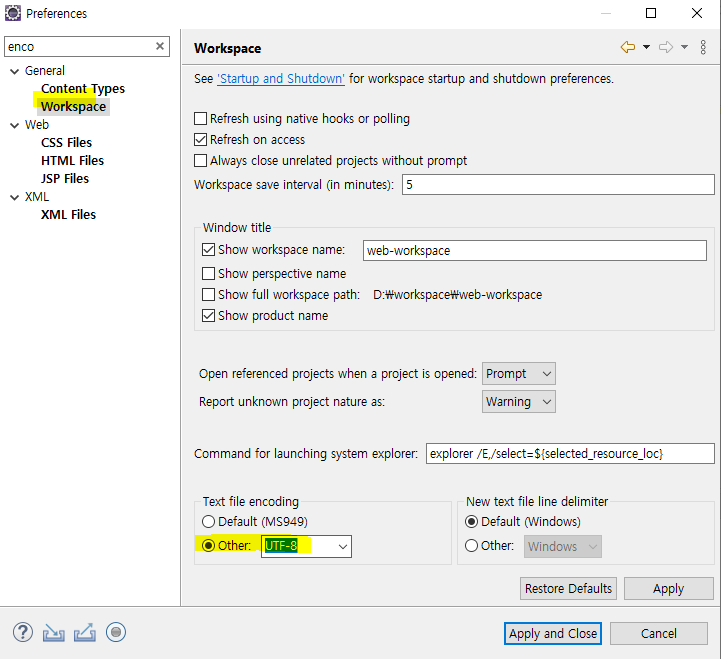 Preferences
enco
Workspace
General
Content Types
Workspace
Web
CSS Files
HTML Files
JSP Files
XML
XML Files
See 'Startup and Shutdown' for workspace startup and shutdown preferences.
Refresh using native hooks or polling
Refresh on access
Always close unrelated projects without prompt
Workspace save interval (in minutes): 5
Window title
Show workspace name: web-workspace
Show perspective name
Show full workspace path: D:₩workspace₩web-workspace
Show product name
Open referenced projects when a project is opened: Prompt
Report unknown project nature as: Warning
Command for launching system explorer: explorer /E,/select=${selected_resource_loc}
Text file encoding
Default (MS949)
Other: UTF-8
New text file line delimiter
Default (Windows)
Other: Windows
Restore Defaults Apply
? Apply and Close Cancel